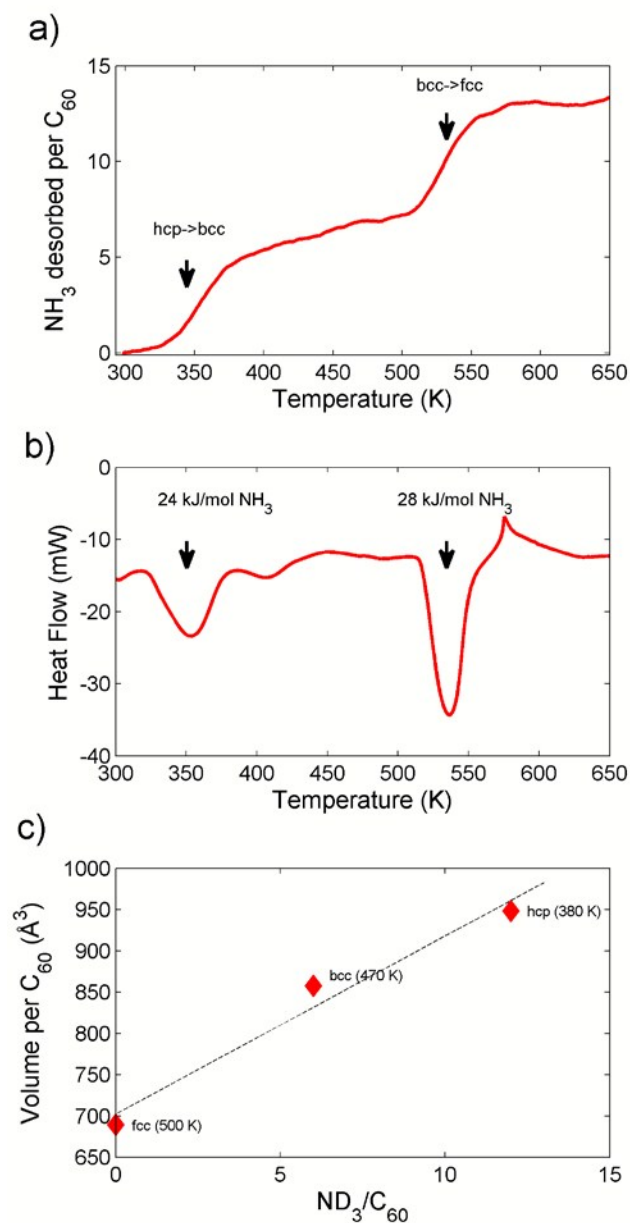 a)
NH3 desorbed per C60
15
10
5
0
hcp->bcc
bcc->fcc
300 350 400 450 500 550 600 650
Temperature (K)
b)
Heat Flow (mW)
0
-10
-20
-30
-40
24 kJ/mol NH3
28 kJ/mol NH3
300 350 400 450 500 550 600 650
Temperature (K)
c)
Volume per C60 (Å³)
1000
950
900
850
800
750
700
650
hcp (380 K)
bcc (470 K)
fcc (500 K)
0 5 10 15
ND3/C60